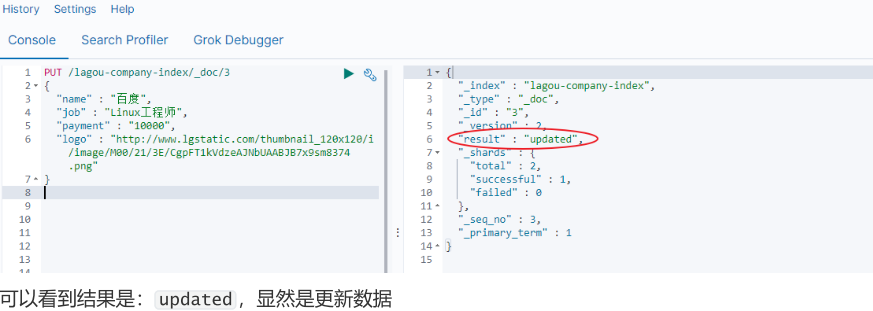 History Settings Help
Console Search Profiler Grok Debugger
1 PUT /lagou-company-index/_doc/3
2 {
3 "name" : "百度",
4 "job" : "Linux工程师",
5 "payment" : "10000",
6 "logo" : "http://www.lgstatic.com/thumbnail_120x120/i
/image/M00/21/3E/CgpFT1kVdzeAJNbUAABJB7x9sm8374
.png"
7 }
8
9
10
11
12
13
1 {
2 "_index" : "lagou-company-index",
3 "_type" : "_doc",
4 "_id" : "3",
5 "_version" : 2,
6 "result" : "updated",
7 "_shards" : {
8 "total" : 2,
9 "successful" : 1,
10 "failed" : 0
11 },
12 "_seq_no" : 3,
13 "_primary_term" : 1
14 }
15
可以看到结果是：updated，显然是更新数据